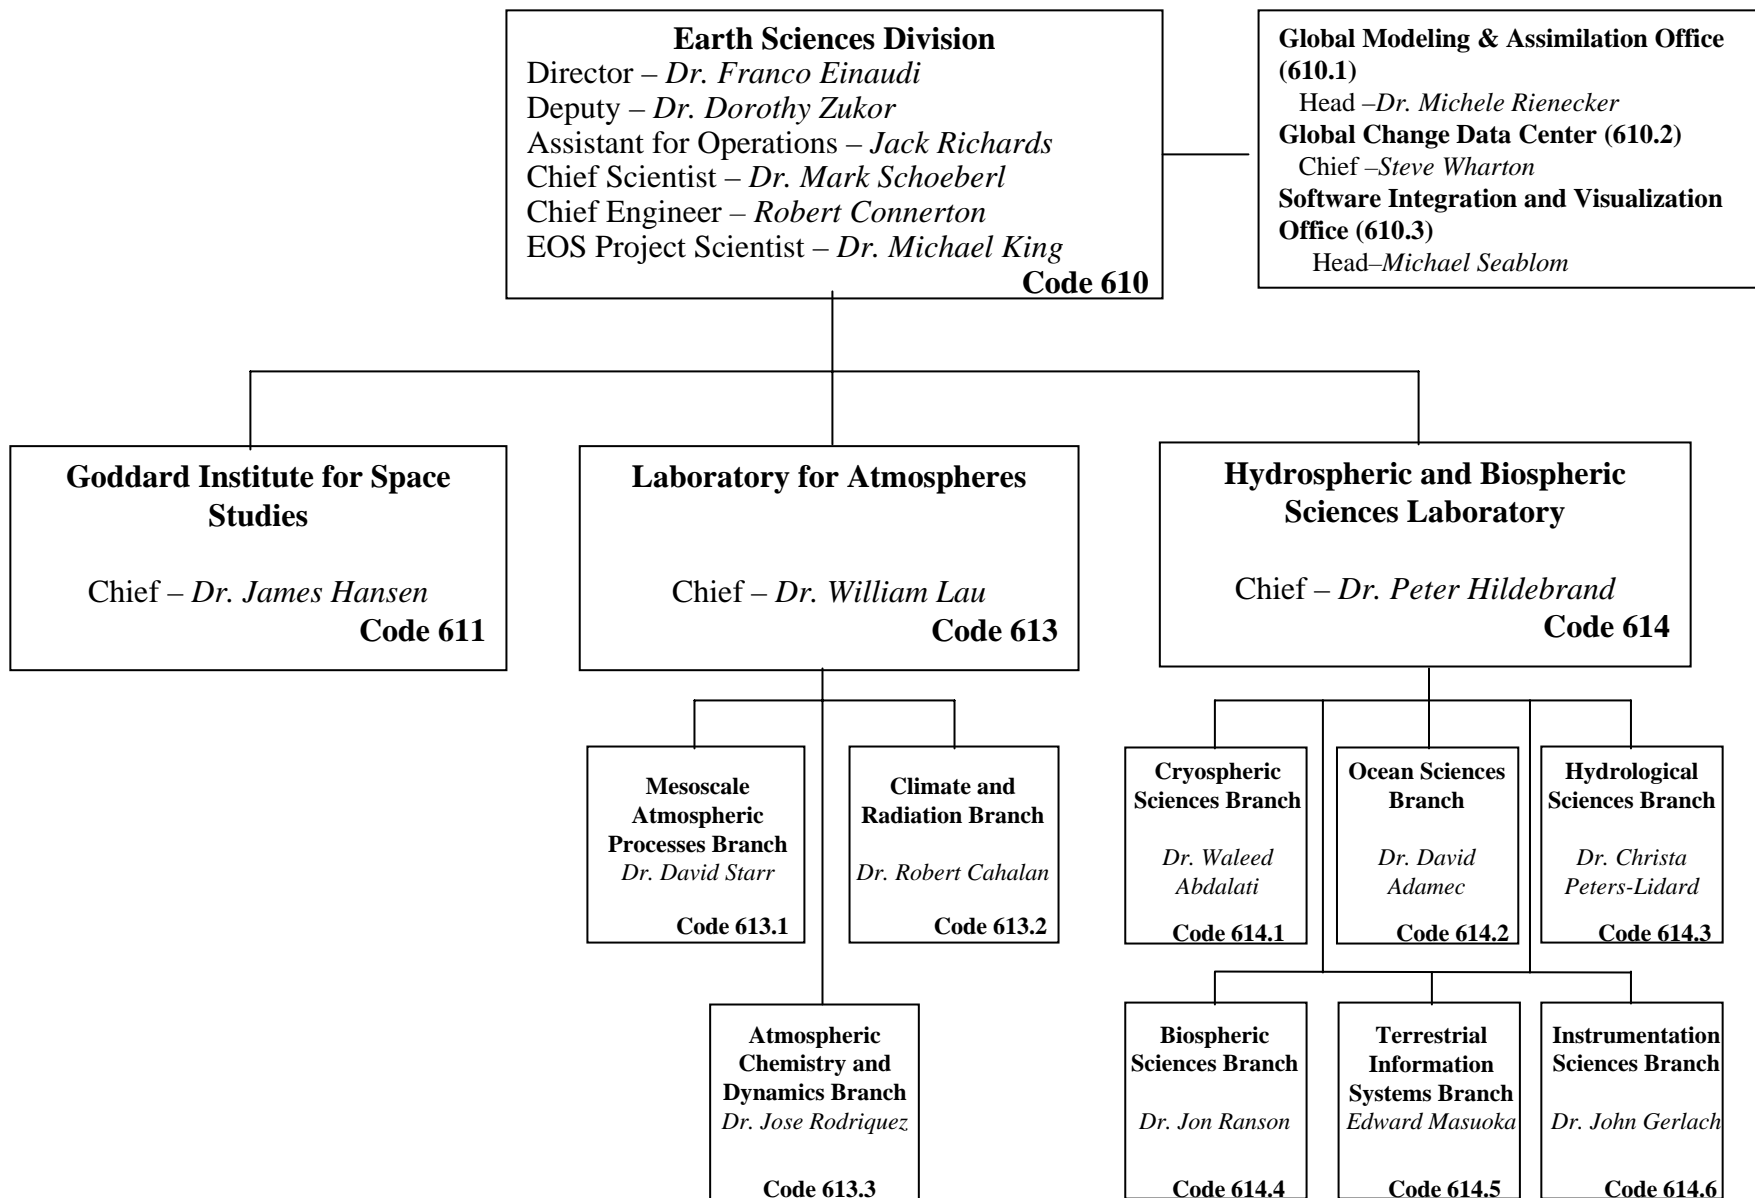 Earth Sciences Division
Director – Dr. Franco Einaudi
Deputy – Dr. Dorothy Zukor
Assistant for Operations – Jack Richards
Chief Scientist – Dr. Mark Schoeberl
Chief Engineer – Robert Connerton
EOS Project Scientist – Dr. Michael King
Code 610
Global Modeling & Assimilation Office
(610.1)
Head –Dr. Michele Rienecker
Global Change Data Center (610.2)
Chief –Steve Wharton
Software Integration and Visualization
Office (610.3)
Head–Michael Seablom
Goddard Institute for Space
Studies
Chief – Dr. James Hansen
Code 611
Laboratory for Atmospheres
Chief – Dr. William Lau
Code 613
Hydrospheric and Biospheric
Sciences Laboratory
Chief – Dr. Peter Hildebrand
Code 614
Mesoscale
Atmospheric
Processes Branch
Dr. David Starr
Code 613.1
Climate and
Radiation Branch
Dr. Robert Cahalan
Code 613.2
Cryospheric
Sciences Branch
Dr. Waleed
Abdalati
Code 614.1
Ocean Sciences
Branch
Dr. David
Adamec
Code 614.2
Hydrological
Sciences Branch
Dr. Christa
Peters-Lidard
Code 614.3
Atmospheric
Chemistry and
Dynamics Branch
Dr. Jose Rodriquez
Code 613.3
Biospheric
Sciences Branch
Dr. Jon Ranson
Code 614.4
Terrestrial
Information
Systems Branch
Edward Masuoka
Code 614.5
Instrumentation
Sciences Branch
Dr. John Gerlach
Code 614.6